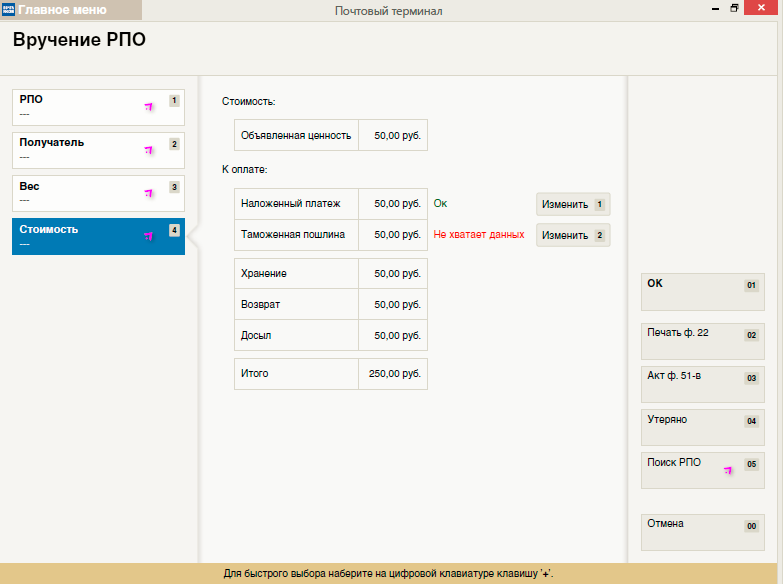 Главное меню
Почтовый терминал
Вручение РПО
РПО 1
---
Получатель 2
---
Вес 3
---
Стоимость 4
---
Стоимость:
Объявленная ценность 50,00 руб.
К оплате:
Наложенный платеж 50,00 руб. Ок Изменить 1
Таможенная пошлина 50,00 руб. Не хватает данных Изменить 2
Хранение 50,00 руб.
Возврат 50,00 руб.
Досыл 50,00 руб.
Итого 250,00 руб.
ОК 01
Печать ф. 22 02
Акт ф. 51-в 03
Утеряно 04
Поиск РПО 05
Отмена 00
Для быстрого выбора наберите на цифровой клавиатуре клавишу '+'.